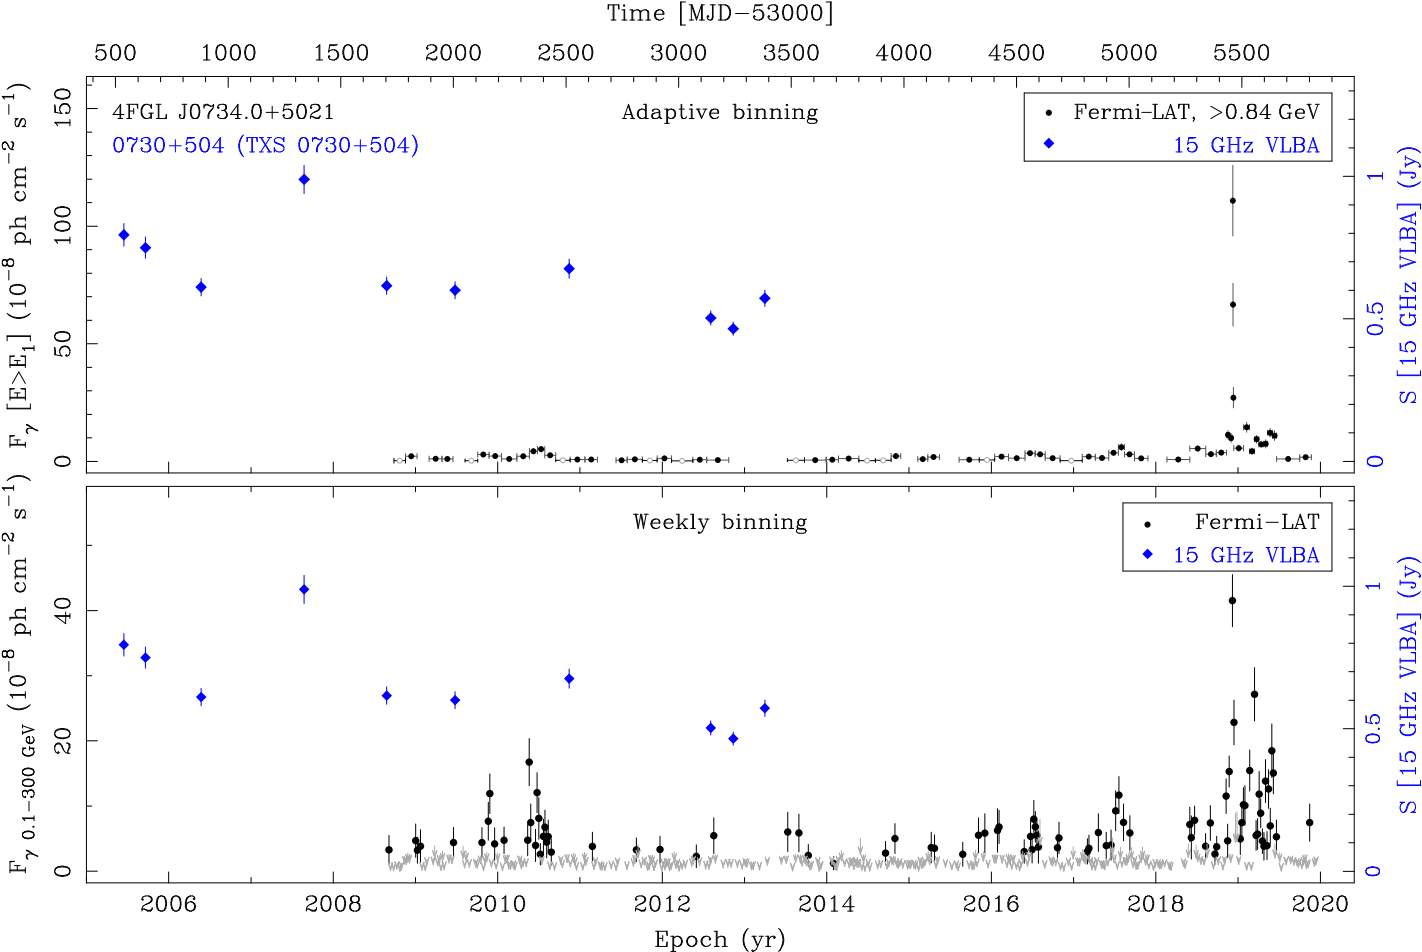 Time [MJD−53000]
500 1000 1500 2000 2500 3000 3500 4000 4500 5000 5500
4FGL J0734.0+5021
0730+504 (TXS 0730+504)
Adaptive binning
Fermi−LAT, >0.84 GeV
15 GHz VLBA
F_γ [E>E_1] (10^−8 ph cm^−2 s^−1)
150
100
50
0
S [15 GHz VLBA] (Jy)
1
0.5
0
Weekly binning
Fermi−LAT
15 GHz VLBA
F_γ 0.1−300 GeV (10^−8 ph cm^−2 s^−1)
40
20
0
S [15 GHz VLBA] (Jy)
1
0.5
0
2006 2008 2010 2012 2014 2016 2018 2020
Epoch (yr)